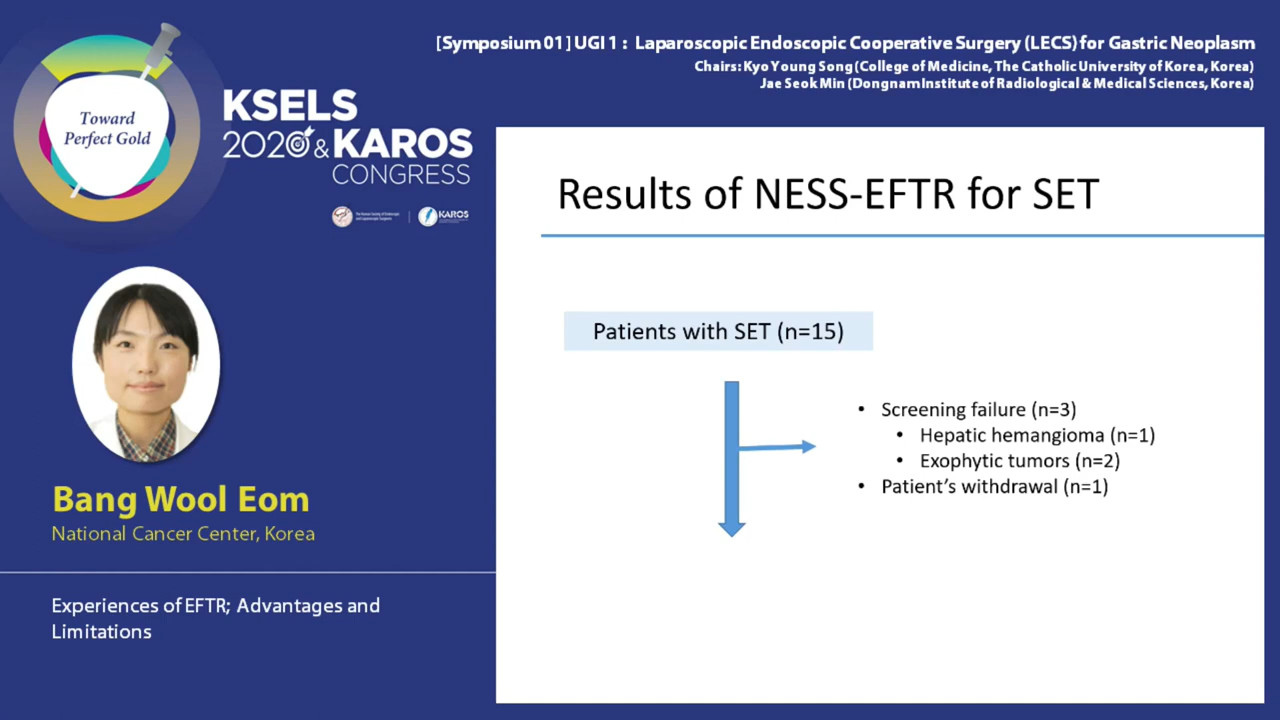 [Symposium 01] UGI 1 : Laparoscopic Endoscopic Cooperative Surgery (LECS) for Gastric Neoplasm
Chairs: Kyo Young Song (College of Medicine, The Catholic University of Korea, Korea)
Jae Seok Min (Dongnam Institute of Radiological & Medical Sciences, Korea)
Toward
Perfect Gold
KSELS
2020 & KAROS
CONGRESS
KAROS
Results of NESS-EFTR for SET
Patients with SET (n=15)
• Screening failure (n=3)
• Hepatic hemangioma (n=1)
• Exophytic tumors (n=2)
• Patient’s withdrawal (n=1)
Bang Wool Eom
National Cancer Center, Korea
Experiences of EFTR; Advantages and
Limitations